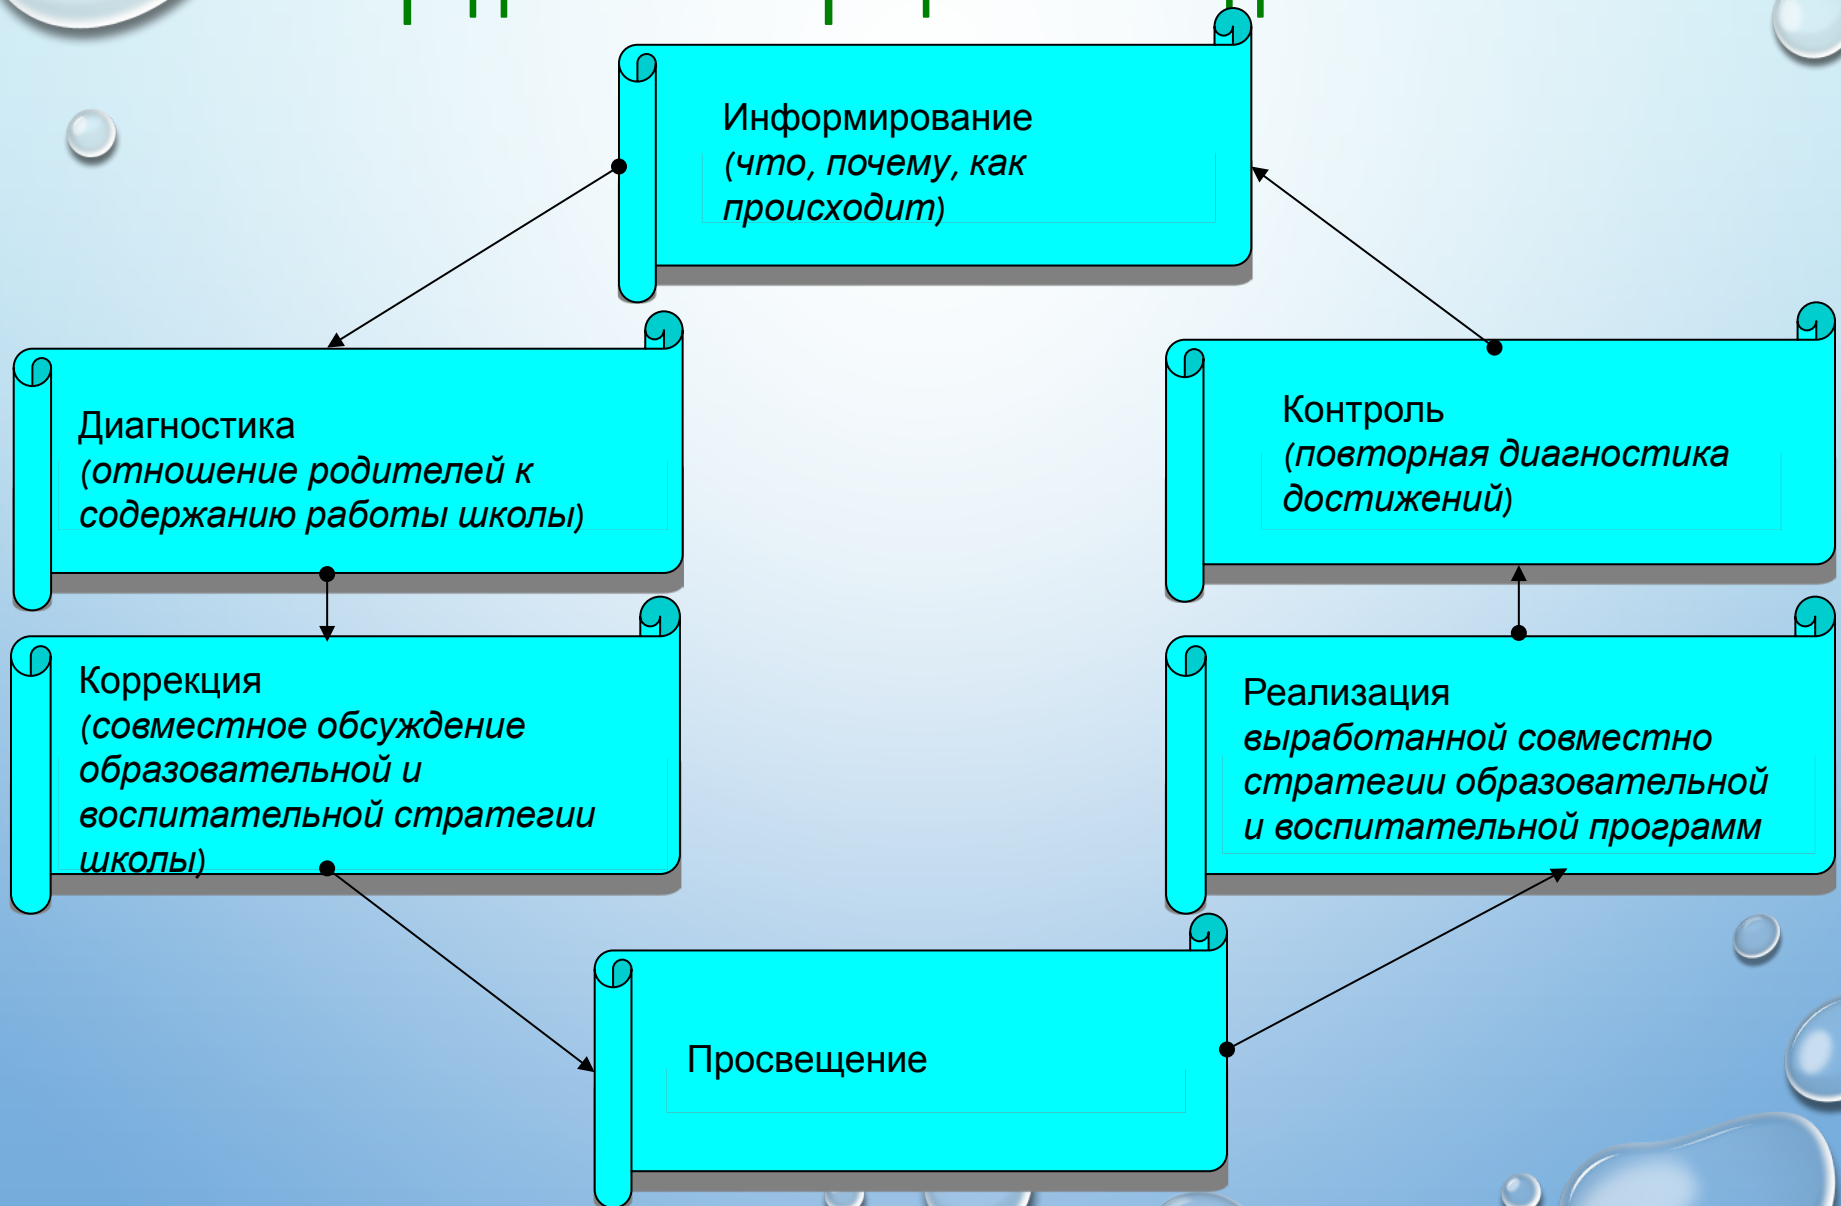 Информирование
(что, почему, как
происходит)
Диагностика
(отношение родителей к
содержанию работы школы)
Контроль
(повторная диагностика
достижений)
Коррекция
(совместное обсуждение
образовательной и
воспитательной стратегии
школы)
Реализация
выработанной совместно
стратегии образовательной
и воспитательной программ
Просвещение